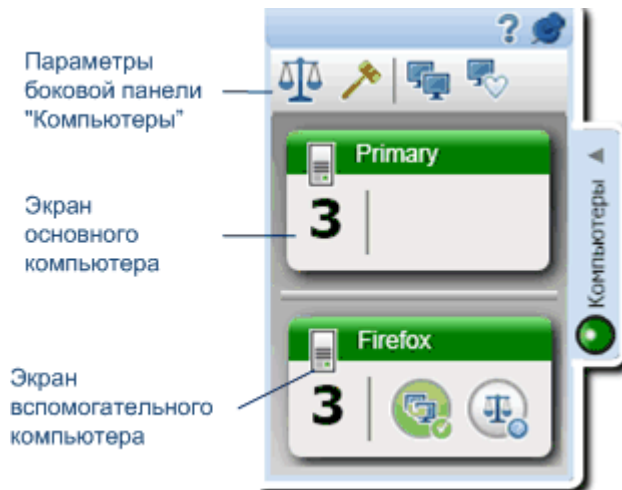 ?
Параметры
боковой панели
"Компьютеры”
Primary
3
Экран
основного
компьютера
Компьютеры
Firefox
3
Экран
вспомогательного
компьютера